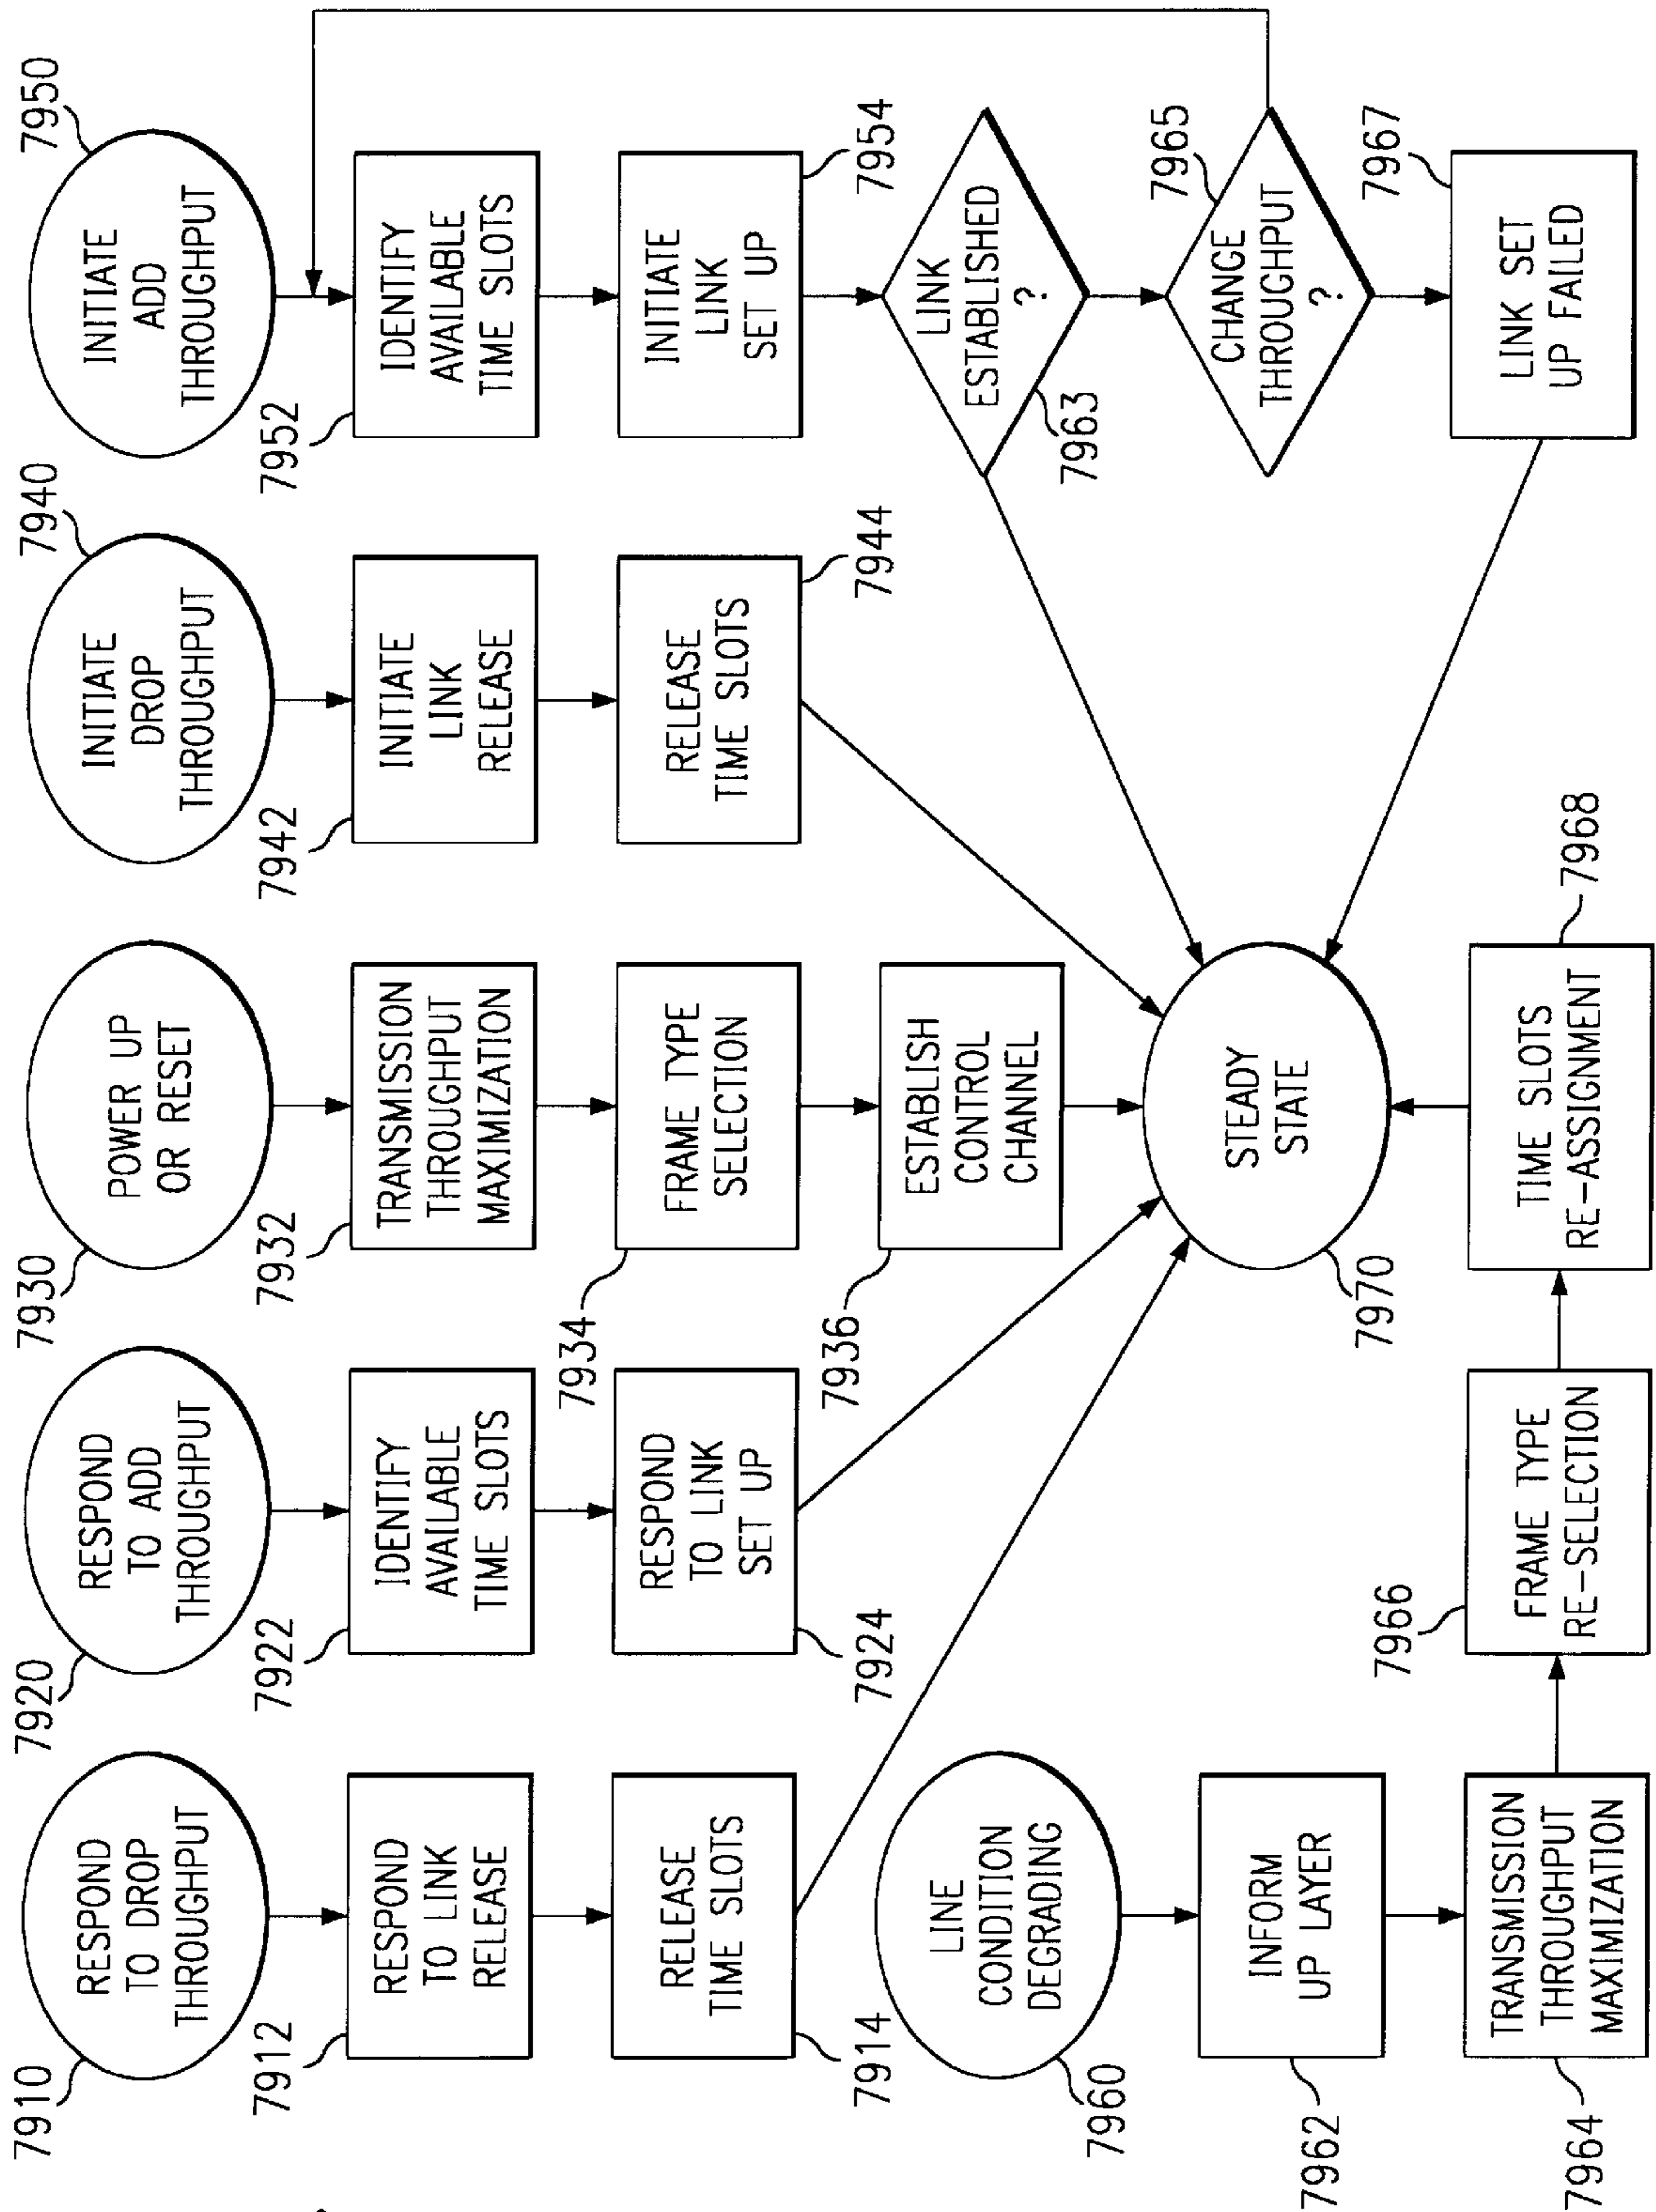 7910
RESPOND
TO DROP
THROUGHPUT
7912
RESPOND
TO LINK
RELEASE
RELEASE
TIME SLOTS
7914
7920
RESPOND
TO ADD
THROUGHPUT
7922
IDENTIFY
AVAILABLE
TIME SLOTS
RESPOND
TO LINK
SET UP
7924
7930
POWER UP
OR RESET
7932
TRANSMISSION
THROUGHPUT
MAXIMIZATION
7934
FRAME TYPE
SELECTION
7936
ESTABLISH
CONTROL
CHANNEL
7940
INITIATE
DROP
THROUGHPUT
7942
INITIATE
LINK
RELEASE
RELEASE
TIME SLOTS
7944
7950
INITIATE
ADD
THROUGHPUT
7952
IDENTIFY
AVAILABLE
TIME SLOTS
INITIATE
LINK
SET UP
7954
LINK
ESTABLISHED
?
7963
7965
CHANGE
THROUGHPUT
?
7967
LINK SET
UP FAILED
LINE
CONDITION
DEGRADING
7960
INFORM
UP LAYER
7962
TRANSMISSION
THROUGHPUT
MAXIMIZATION
7964
7966
FRAME TYPE
RE-SELECTION
TIME SLOTS
RE-ASSIGNMENT
7968
STEADY
STATE
7970